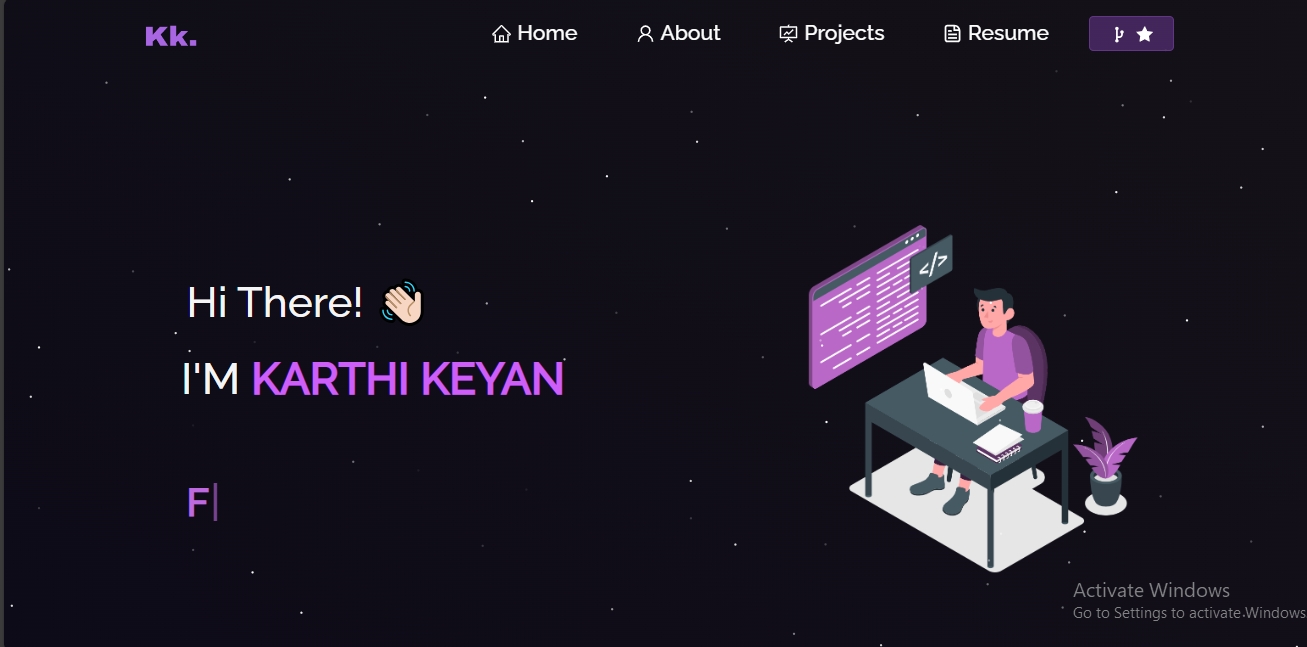 Kk.
Home
About
Projects
Resume
</>
Hi There! 👋🏻
I'M KARTHI KEYAN
F|
Activate Windows
Go to Settings to activate Windows